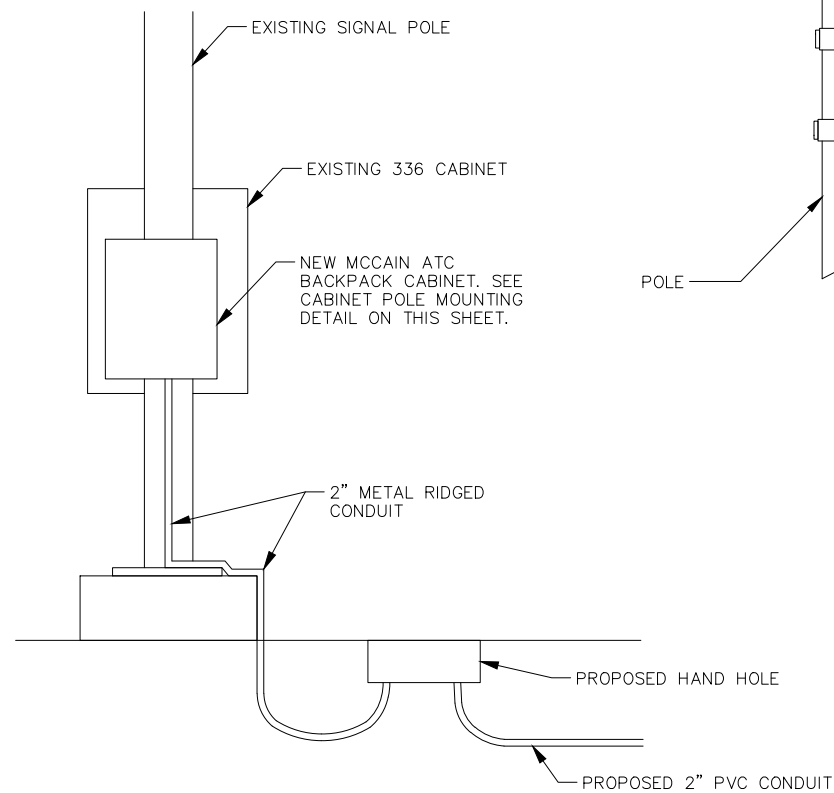 EXISTING SIGNAL POLE
EXISTING 336 CABINET
NEW MCCAIN ATC
BACKPACK CABINET. SEE
CABINET POLE MOUNTING
DETAIL ON THIS SHEET.
POLE
2” METAL RIDGED
CONDUIT
PROPOSED HAND HOLE
PROPOSED 2” PVC CONDUIT